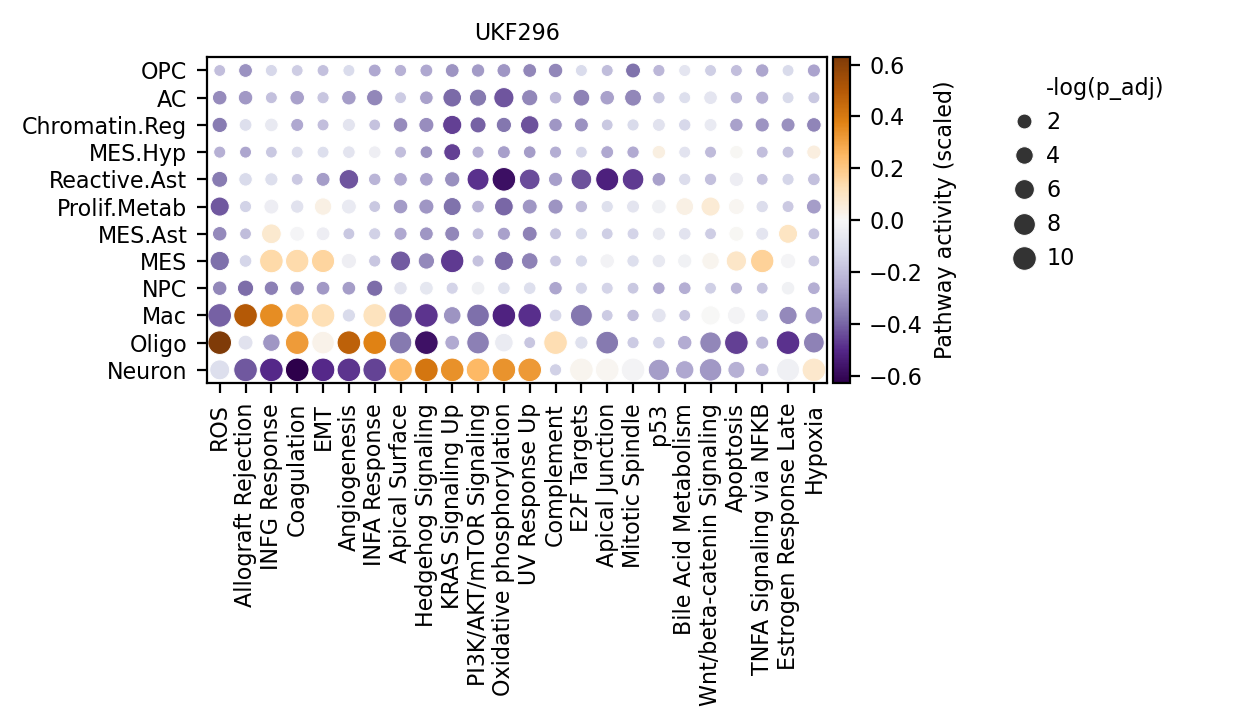 UKF296
OPC
AC
Chromatin.Reg
MES.Hyp
Reactive.Ast
Prolif.Metab
MES.Ast
MES
NPC
Mac
Oligo
Neuron
ROS
Allograft Rejection
INFG Response
Coagulation
EMT
Angiogenesis
INFA Response
Apical Surface
Hedgehog Signaling
KRAS Signaling Up
PI3K/AKT/mTOR Signaling
Oxidative phosphorylation
UV Response Up
Complement
E2F Targets
Apical Junction
Mitotic Spindle
p53
Bile Acid Metabolism
Wnt/beta-catenin Signaling
Apoptosis
TNFA Signaling via NFKB
Estrogen Response Late
Hypoxia
0.6
0.4
0.2
0.0
−0.2
−0.4
−0.6
Pathway activity (scaled)
-log(p_adj)
2
4
6
8
10